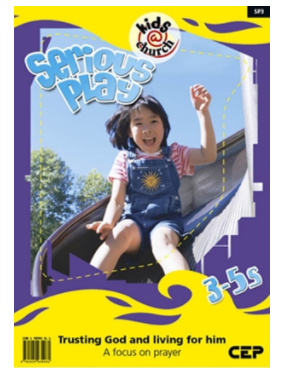 SP3
kids
@
church
Serious
Play
3-5s
Trusting God and living for him
A focus on prayer
CEP